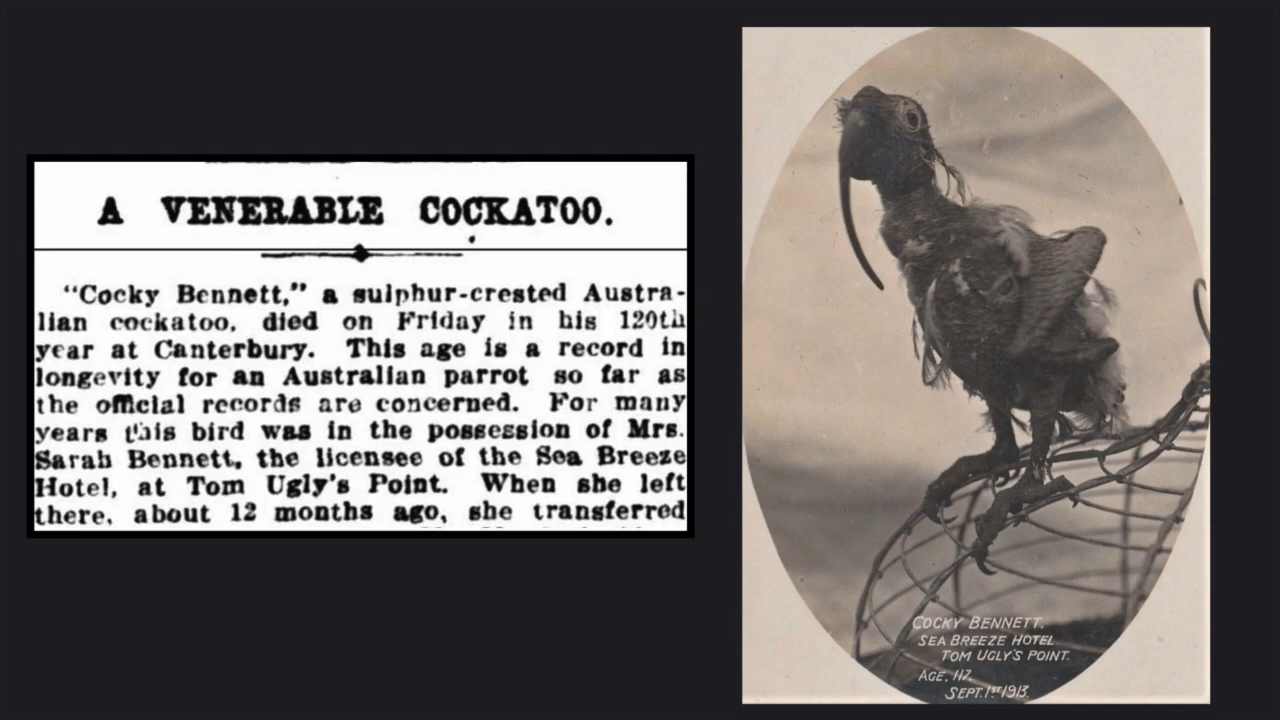 A VENERABLE COCKATOO.
"Cocky Bennett," a sulphur-crested Austra-
lian cockatoo, died on Friday in his 120th
year at Canterbury. This age is a record in
longevity for an Australian parrot so far as
the official records are concerned. For many
years this bird was in the possession of Mrs.
Sarah Bennett, the licensee of the Sea Breeze
Hotel, at Tom Ugly's Point. When she left
there, about 12 months ago, she transferred
COCKY BENNETT.
SEA BREEZE HOTEL
TOM UGLY'S POINT.
AGE, 117.
SEPT. 1ST 1913.